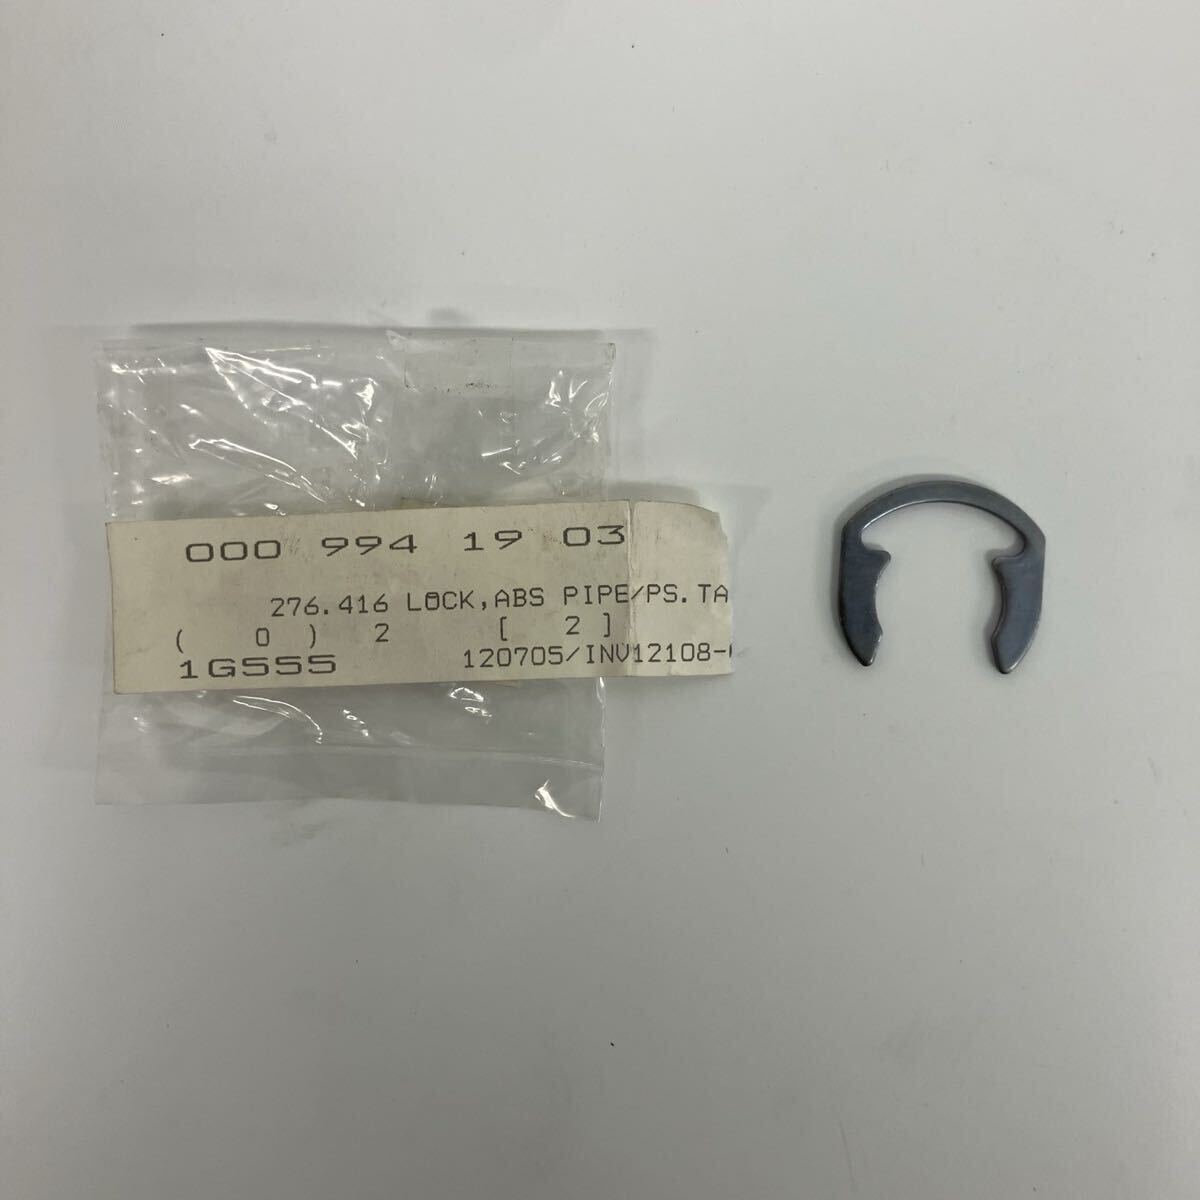 000 994 19 03
276.416 LOCK,ABS PIPE/PS.TA
( 0 ) 2 [ 2 ]
1G555 120705/INV12108-